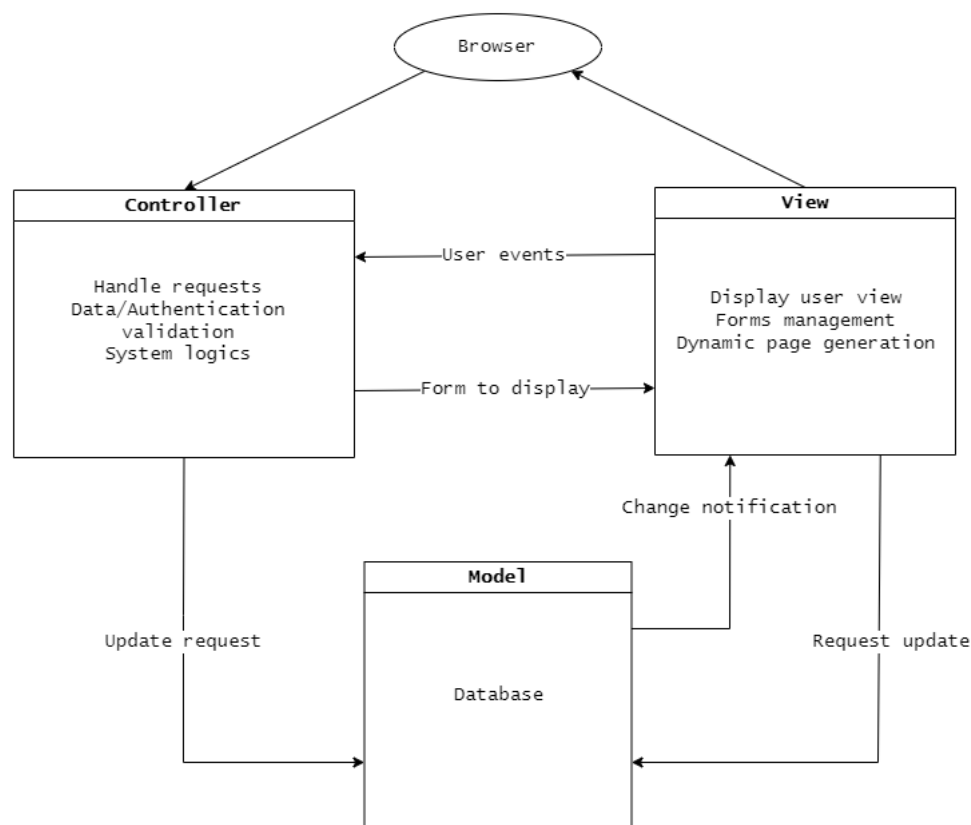 Browser
Controller
View
User events
Handle requests
Data/Authentication
validation
System logics
Display user view
Forms management
Dynamic page generation
Form to display
Change notification
Model
Update request
Request update
Database